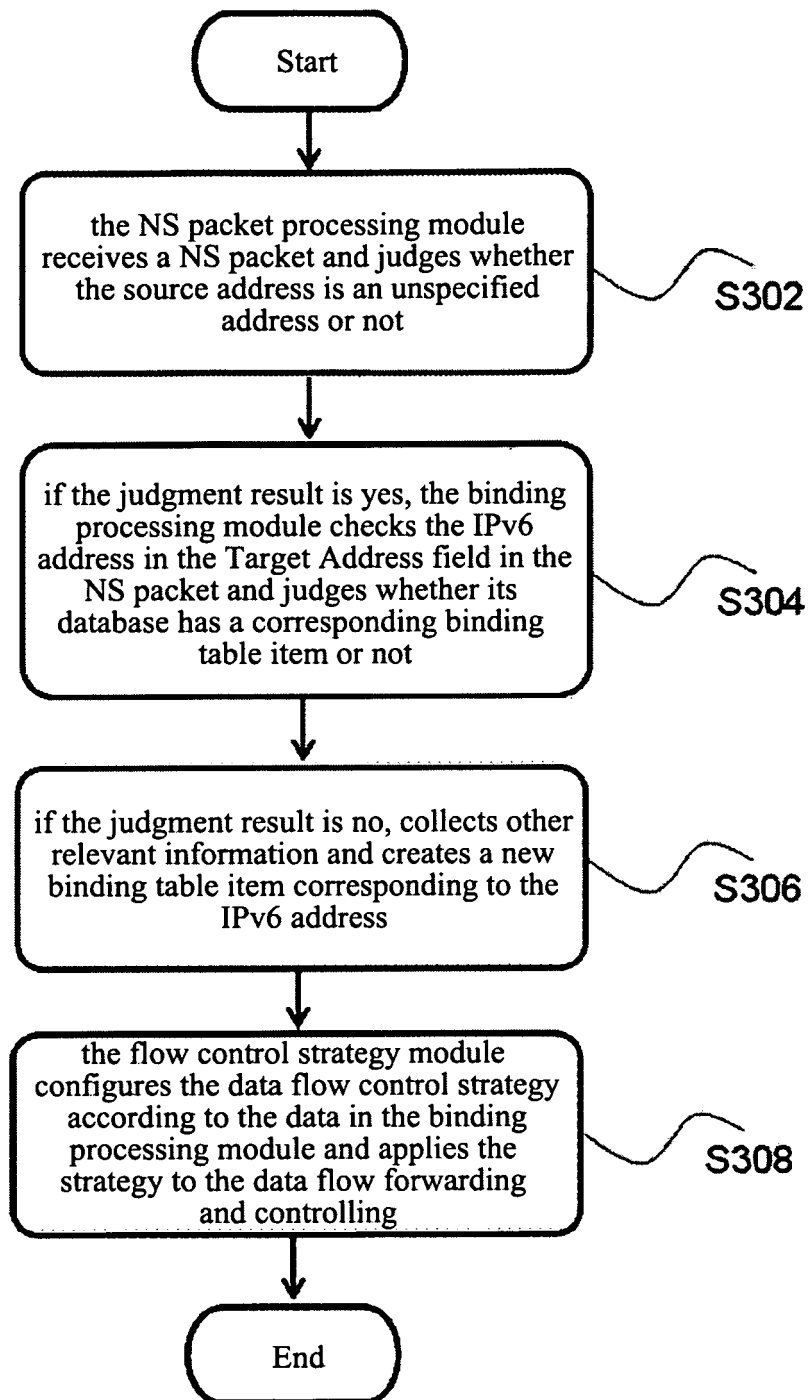 Start
the NS packet processing module
receives a NS packet and judges whether
the source address is an unspecified
address or not
S302
if the judgment result is yes, the binding
processing module checks the IPv6
address in the Target Address field in the
NS packet and judges whether its
database has a corresponding binding
table item or not
S304
if the judgment result is no, collects other
relevant information and creates a new
binding table item corresponding to the
IPv6 address
S306
the flow control strategy module
configures the data flow control strategy
according to the data in the binding
processing module and applies the
strategy to the data flow forwarding
and controlling
S308
End